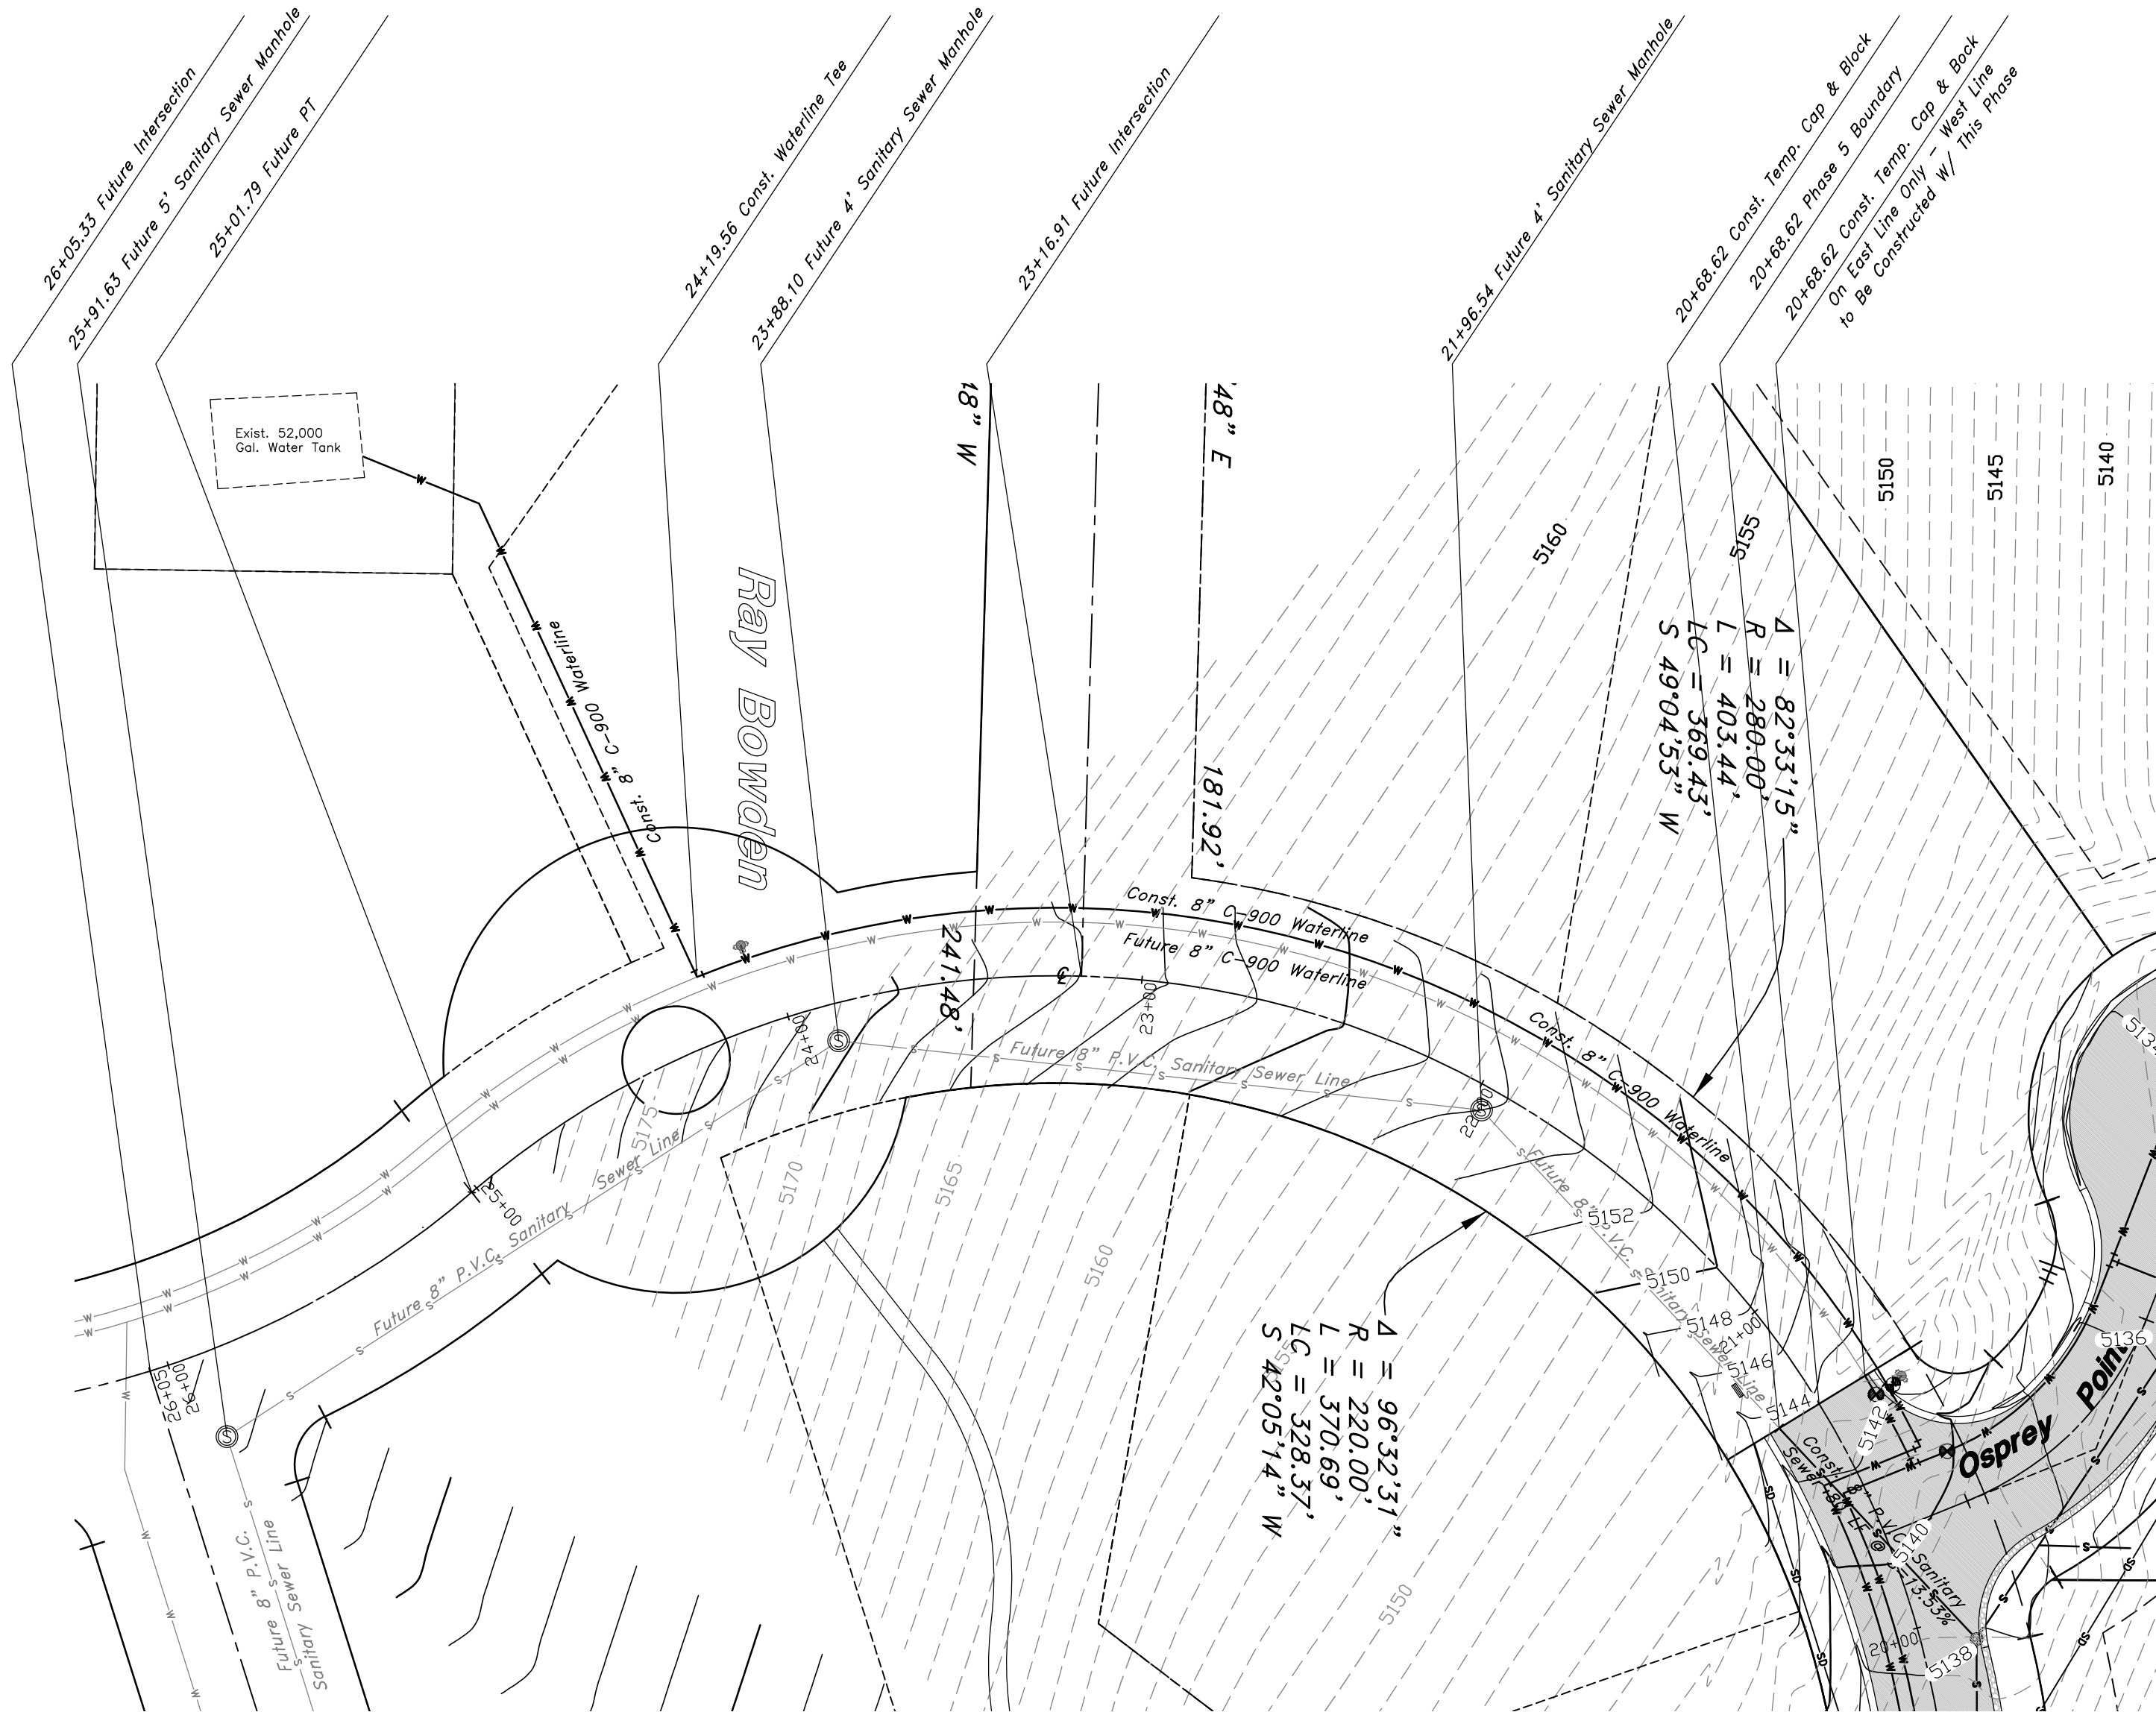 26+05.33 Future Intersection
25+91.63 Future 5' Sanitary Sewer Manhole
25+01.79 Future PT
24+19.56 Const. Waterline Tee
23+88.10 Future 4' Sanitary Sewer Manhole
23+16.91 Future Intersection
21+96.54 Future 4' Sanitary Sewer Manhole
20+68.62 Const. Temp. Cap & Block
20+68.62 Phase 5 Boundary
20+68.62 Const. Temp. Cap & Bock
On East Line Only - West Line
to Be Constructed W/ This Phase
Exist. 52,000
Gal. Water Tank
18" W
'48" E
5160
5155
5150
5145
5140
Const. 8" C-900 Waterline
Ray Bowden
181.92'
241.48'
Δ = 82°33'15"
R = 280.00'
L = 403.44'
LC = 369.43'
S 49°04'53" W
Const. 8" C-900 Waterline
Future 8" C-900 Waterline
Const. 8" C-900 Waterline
℄
23+00
24+00
Future 8" P.V.C. Sanitary Sewer Line
5175
5170
5165
5160
25+00
Future 8" P.V.C. Sanitary Sewer Line
Future 8" P.V.C. Sanitary Sewer Line
5152
5150
5148
21+00
5146
5144
5142
5140
5138
5136
26+05
26+00
Δ = 96°32'31"
R = 220.00'
L = 370.69'
LC = 328.37'
S 42°05'14" W
Osprey Point
Const. 8" P.V.C. Sanitary
20+00
5150
Future 8" P.V.C.
Sanitary Sewer Line